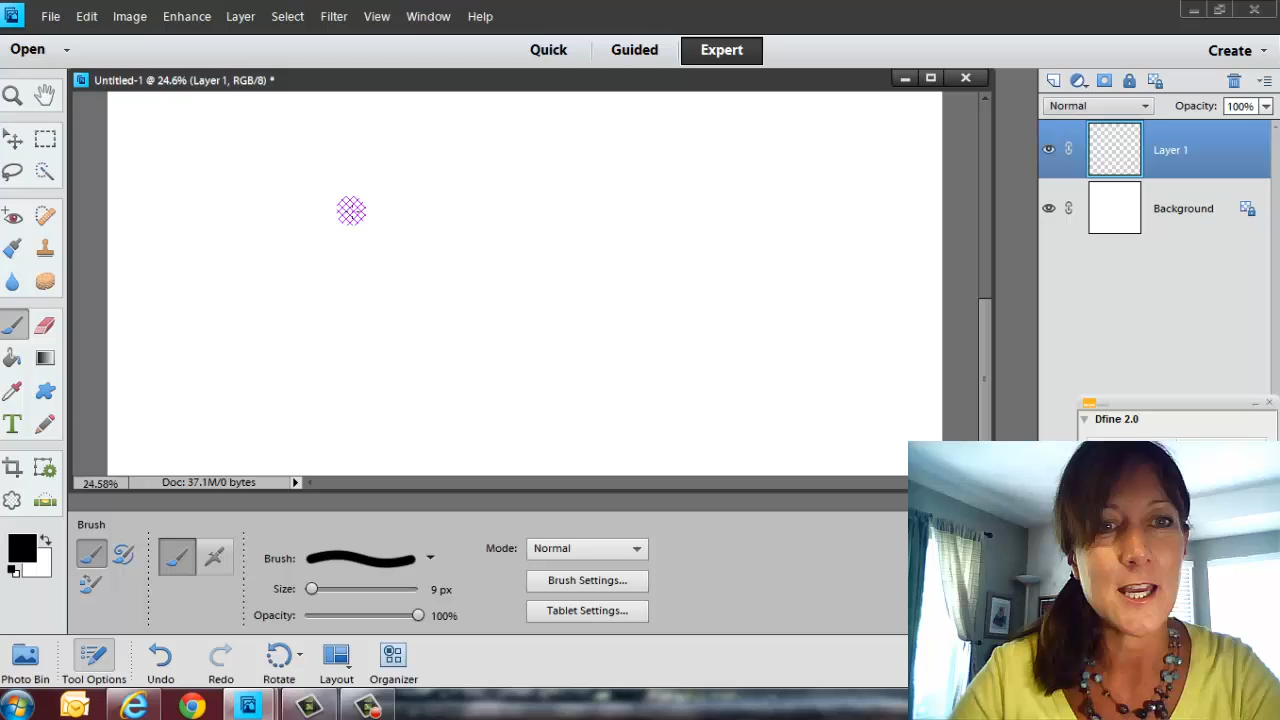 File Edit Image Enhance Layer Select Filter View Window Help
Open Quick Guided Expert Create
Untitled-1 @ 24.6% (Layer 1, RGB/8) *
Normal Opacity: 100%
Layer 1
Background
Dfine 2.0
24.58% Doc: 37.1M/0 bytes
Brush
Brush: Mode: Normal
Size: 9 px Brush Settings...
Opacity: 100% Tablet Settings...
Photo Bin Tool Options Undo Redo Rotate Layout Organizer